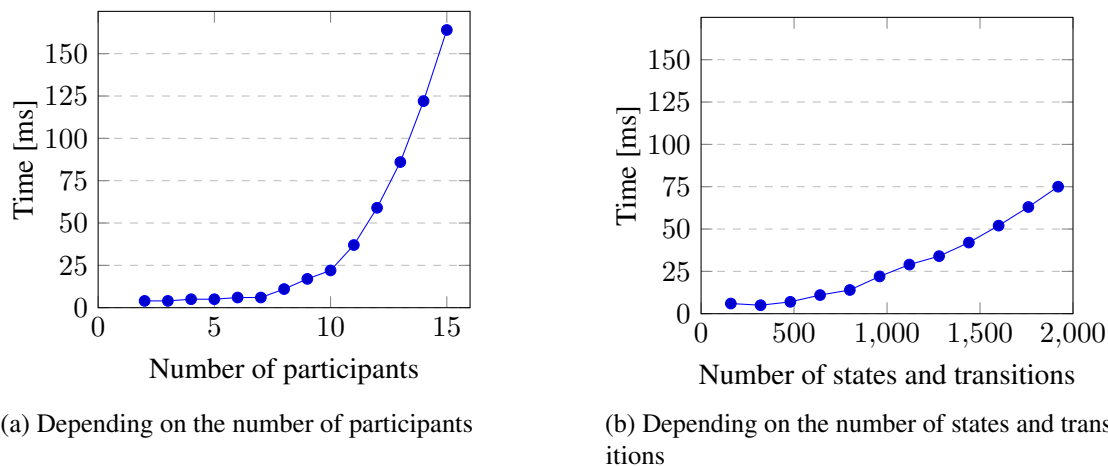 150
125
100
75
50
25
0
0 5 10 15
Time [ms]
Number of participants
(a) Depending on the number of participants
150
125
100
75
50
25
0
0 500 1,000 1,500 2,000
Time [ms]
Number of states and transitions
(b) Depending on the number of states and trans
itions